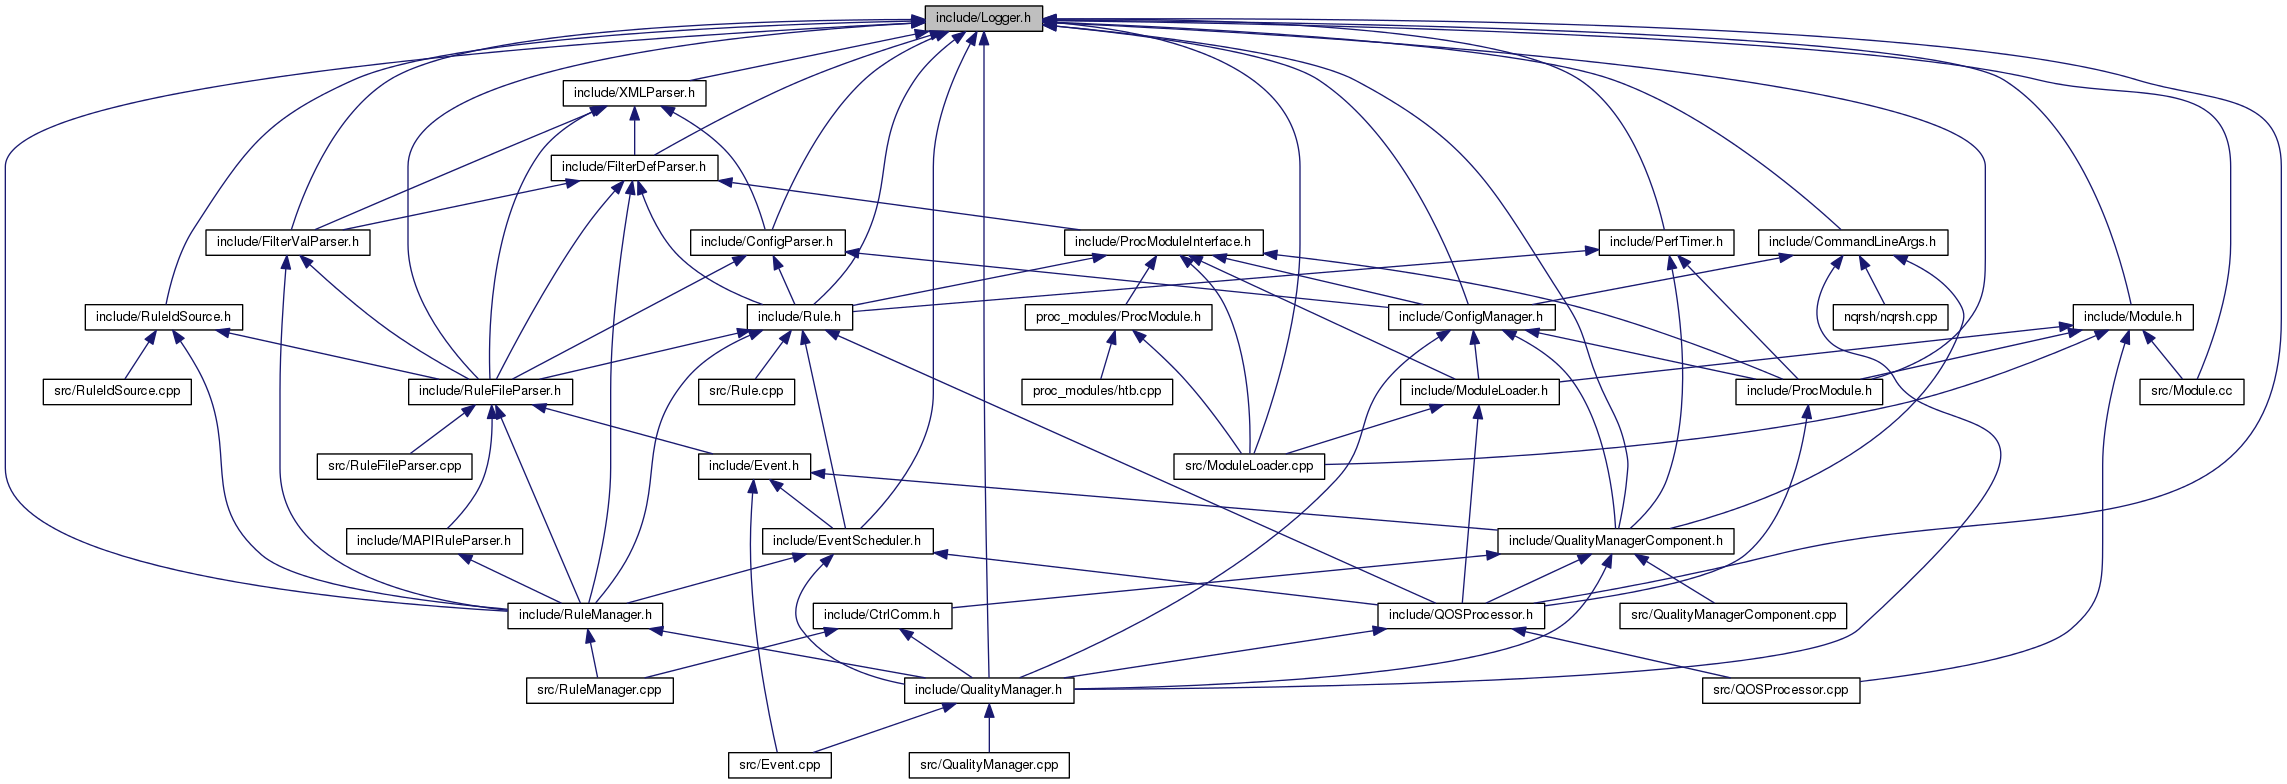 include/Logger.h
include/XMLParser.h
include/FilterDefParser.h
include/FilterValParser.h
include/ConfigParser.h
include/ProcModuleInterface.h
include/PerfTimer.h
include/CommandLineArgs.h
include/RuleIdSource.h
include/Rule.h
proc_modules/ProcModule.h
include/ConfigManager.h
nqrsh/nqrsh.cpp
include/Module.h
src/RuleIdSource.cpp
include/RuleFileParser.h
src/Rule.cpp
proc_modules/htb.cpp
include/ModuleLoader.h
include/ProcModule.h
src/Module.cc
src/RuleFileParser.cpp
include/Event.h
src/ModuleLoader.cpp
include/MAPIRuleParser.h
include/EventScheduler.h
include/QualityManagerComponent.h
include/RuleManager.h
include/CtrlComm.h
include/QOSProcessor.h
src/QualityManagerComponent.cpp
src/RuleManager.cpp
include/QualityManager.h
src/QOSProcessor.cpp
src/Event.cpp
src/QualityManager.cpp